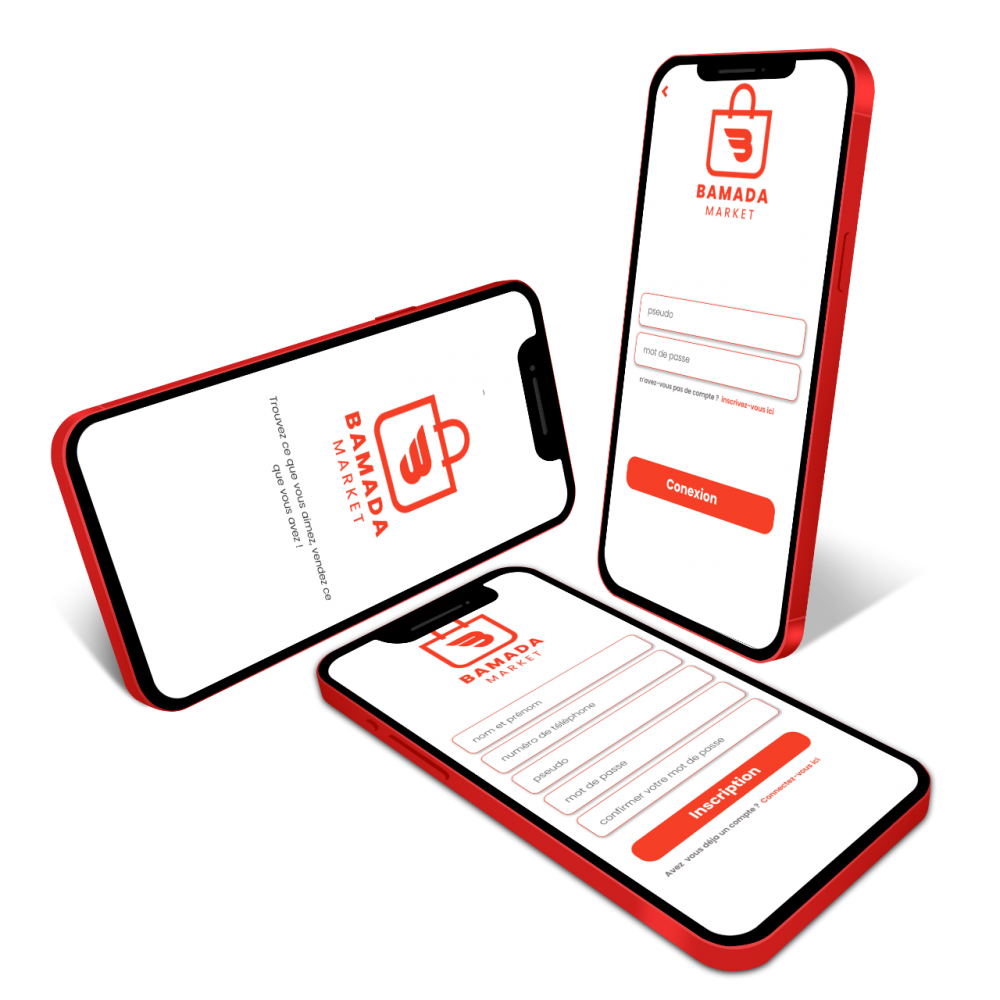 BAMADA
MARKET
Trouvez ce que vous aimez, vendez ce
que vous avez !
BAMADA
MARKET
pseudo
mot de passe
n'avez-vous pas de compte ? inscrivez-vous ici
Conexion
BAMADA
MARKET
nom et prénom
numéro de téléphone
pseudo
mot de passe
confirmer votre mot de passe
Inscription
Avez vous déja un compte ? Connectez-vous ici